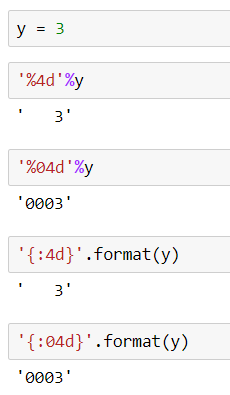 y = 3
'%4d'%y
'   3'
'%04d'%y
'0003'
'{:4d}'.format(y)
'   3'
'{:04d}'.format(y)
'0003'